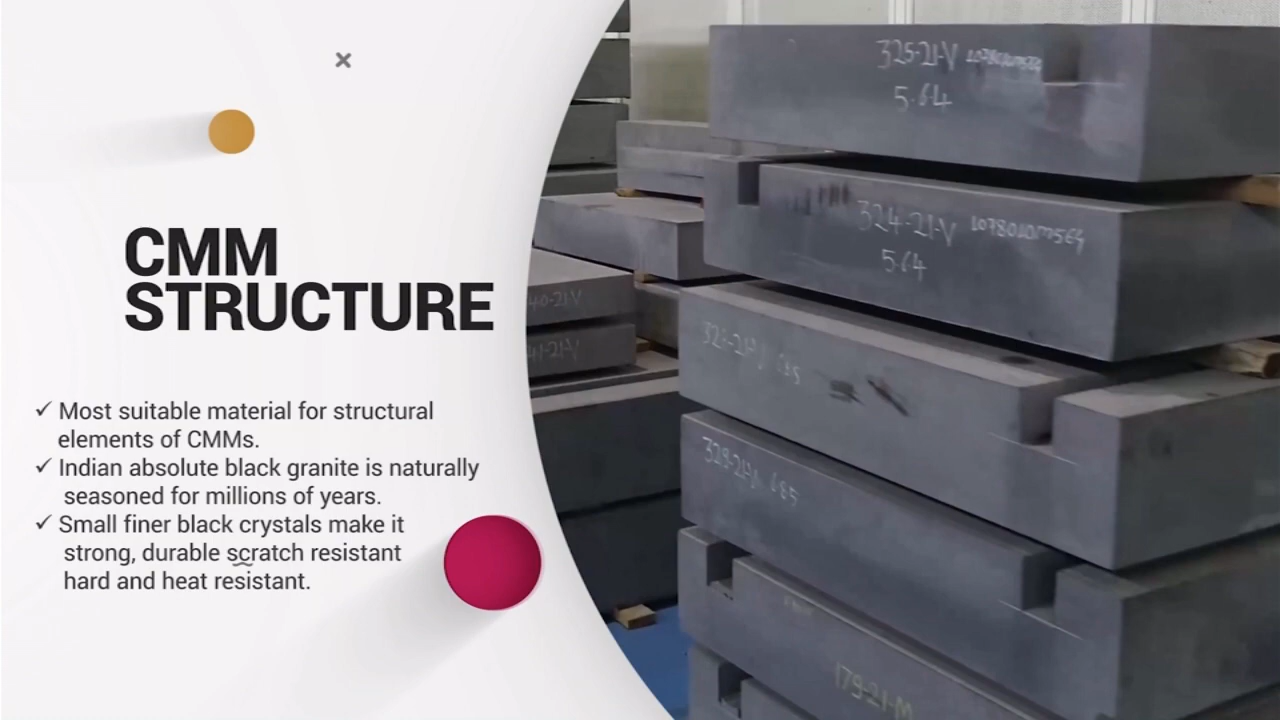 CMM
STRUCTURE
✓ Most suitable material for structural
elements of CMMs.
✓ Indian absolute black granite is naturally
seasoned for millions of years.
✓ Small finer black crystals make it
strong, durable scratch resistant
hard and heat resistant.
325-21-V
5.64
324-21-V
5.64
179-21-M